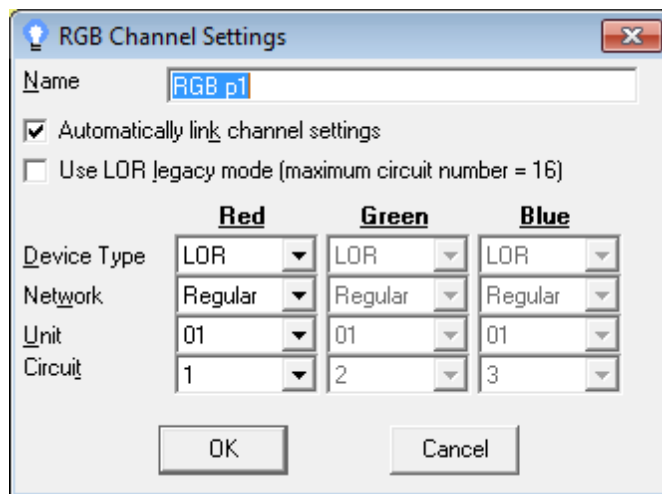 RGB Channel Settings
Name RGB p1
Automatically link channel settings
Use LOR legacy mode (maximum circuit number = 16)
Red Green Blue
Device Type LOR LOR LOR
Network Regular Regular Regular
Unit 01 01 01
Circuit 1 2 3
OK Cancel